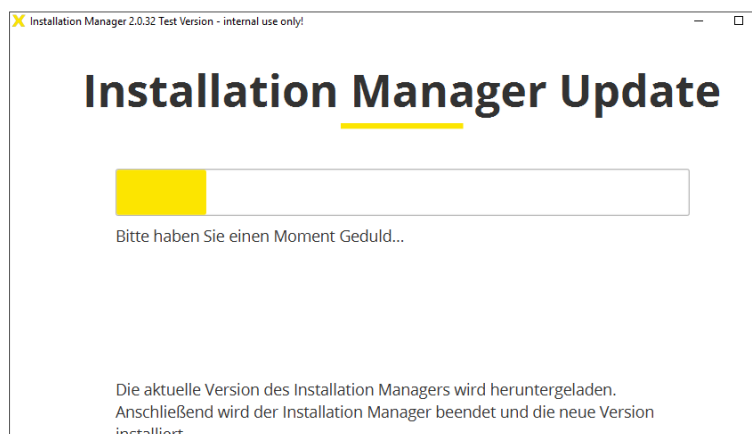 Installation Manager 2.0.32 Test Version - internal use only!
Installation Manager Update
Bitte haben Sie einen Moment Geduld...
Die aktuelle Version des Installation Managers wird heruntergeladen.
Anschließend wird der Installation Manager beendet und die neue Version
installiert